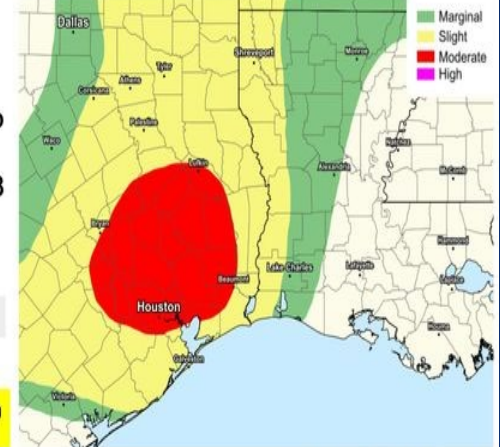 Dallas
Marginal
Slight
Moderate
High
Shreveport
Monroe
Tyler
Athens
Corsicana
Palestine
Waco
Natchez
Lufkin
Alexandria
McComb
Bryan
Hammond
Beaumont
Lake Charles
Lafayette
Laplace
Houston
Houma
Galveston
Victoria